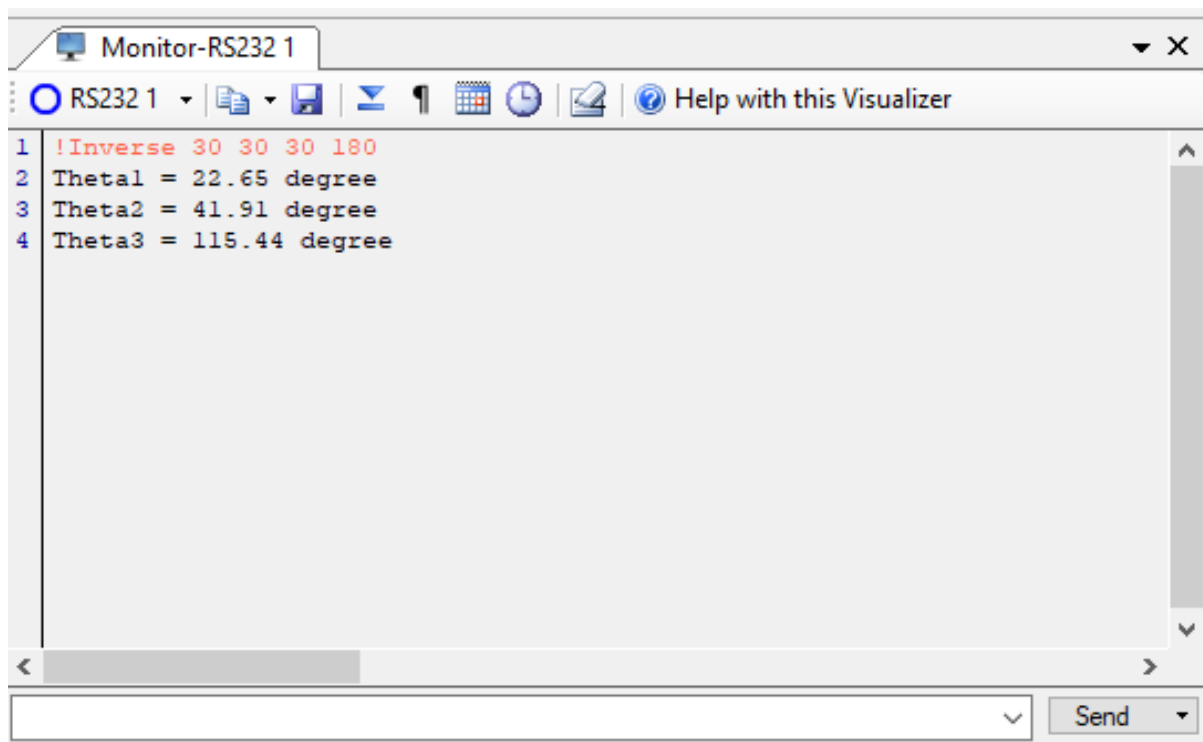 Monitor-RS232 1
RS232 1 Help with this Visualizer
1 !Inverse 30 30 30 180
2 Theta1 = 22.65 degree
3 Theta2 = 41.91 degree
4 Theta3 = 115.44 degree
Send